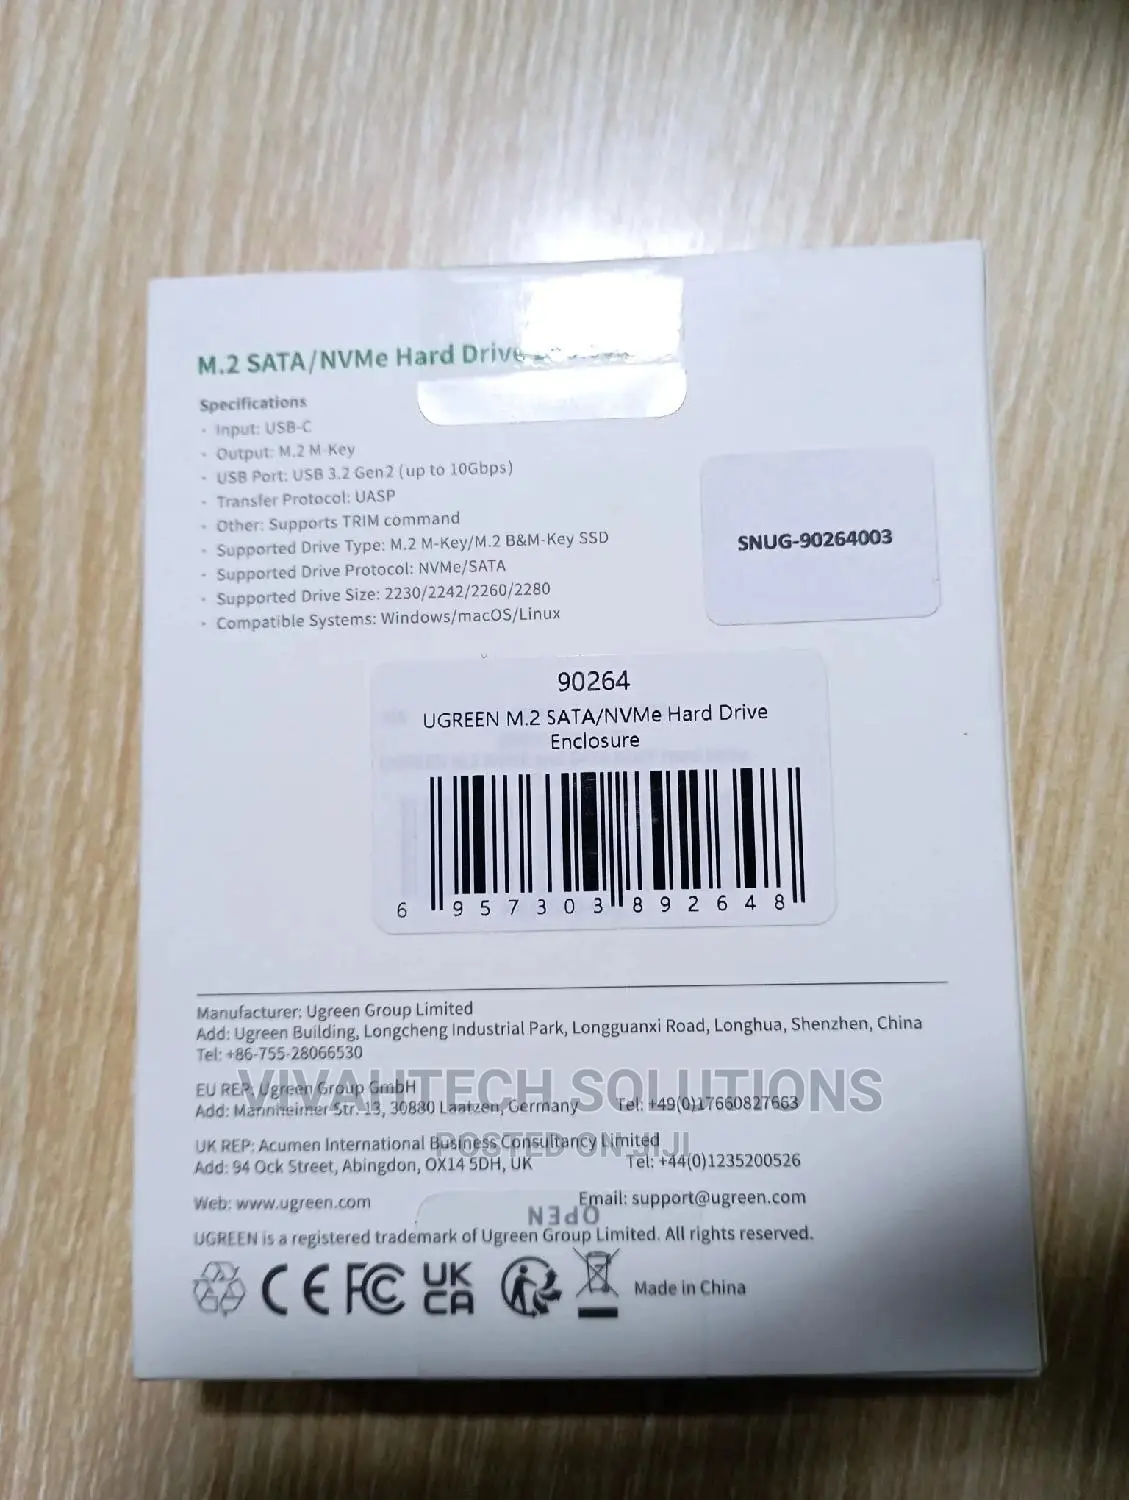 M.2 SATA/NVMe Hard Drive
Specifications
· Input: USB-C
· Output: M.2 M-Key
· USB Port: USB 3.2 Gen2 (up to 10Gbps)
· Transfer Protocol: UASP
· Other: Supports TRIM command
· Supported Drive Type: M.2 M-Key/M.2 B&M-Key SSD
· Supported Drive Protocol: NVMe/SATA
· Supported Drive Size: 2230/2242/2260/2280
· Compatible Systems: Windows/macOS/Linux
SNUG-90264003
90264
UGREEN M.2 SATA/NVMe Hard Drive
Enclosure
6 957303 892648
Manufacturer: Ugreen Group Limited
Add: Ugreen Building, Longcheng Industrial Park, Longguanxi Road, Longhua, Shenzhen, China
Tel: +86-755-28066530
EU REP: Ugreen Group GmbH
VIVAHTECH SOLUTIONS
Add: Mannheimer Str. 13, 30880 Laatzen, Germany Tel: +49(0)17660827663
UK REP: Acumen International Business Consultancy Limited
POSTED ON JIJI
Add: 94 Ock Street, Abingdon, OX14 5DH, UK Tel: +44(0)1235200526
Web: www.ugreen.com Email: support@ugreen.com
OPEN
UGREEN is a registered trademark of Ugreen Group Limited. All rights reserved.
CE FC UK CA Made in China